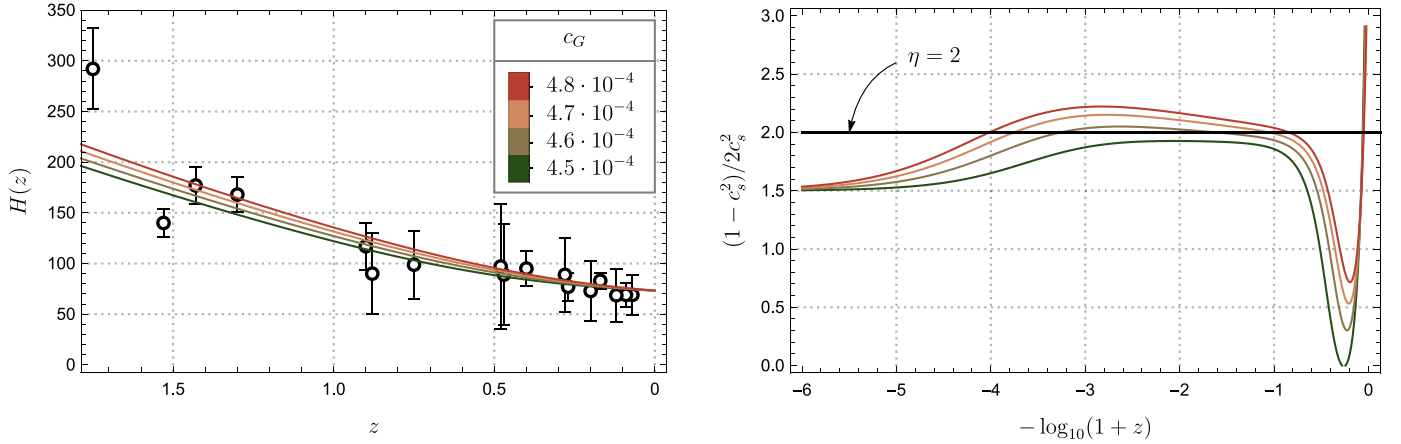 350
300
250
200
150
100
50
0
H(z)
1.5
1.0
0.5
0
z
c_G
4.8 · 10^{-4}
4.7 · 10^{-4}
4.6 · 10^{-4}
4.5 · 10^{-4}
3.0
2.5
2.0
1.5
1.0
0.5
0.0
(1 − c_s^2)/2c_s^2
η = 2
−6
−5
−4
−3
−2
−1
0
− log_{10}(1 + z)